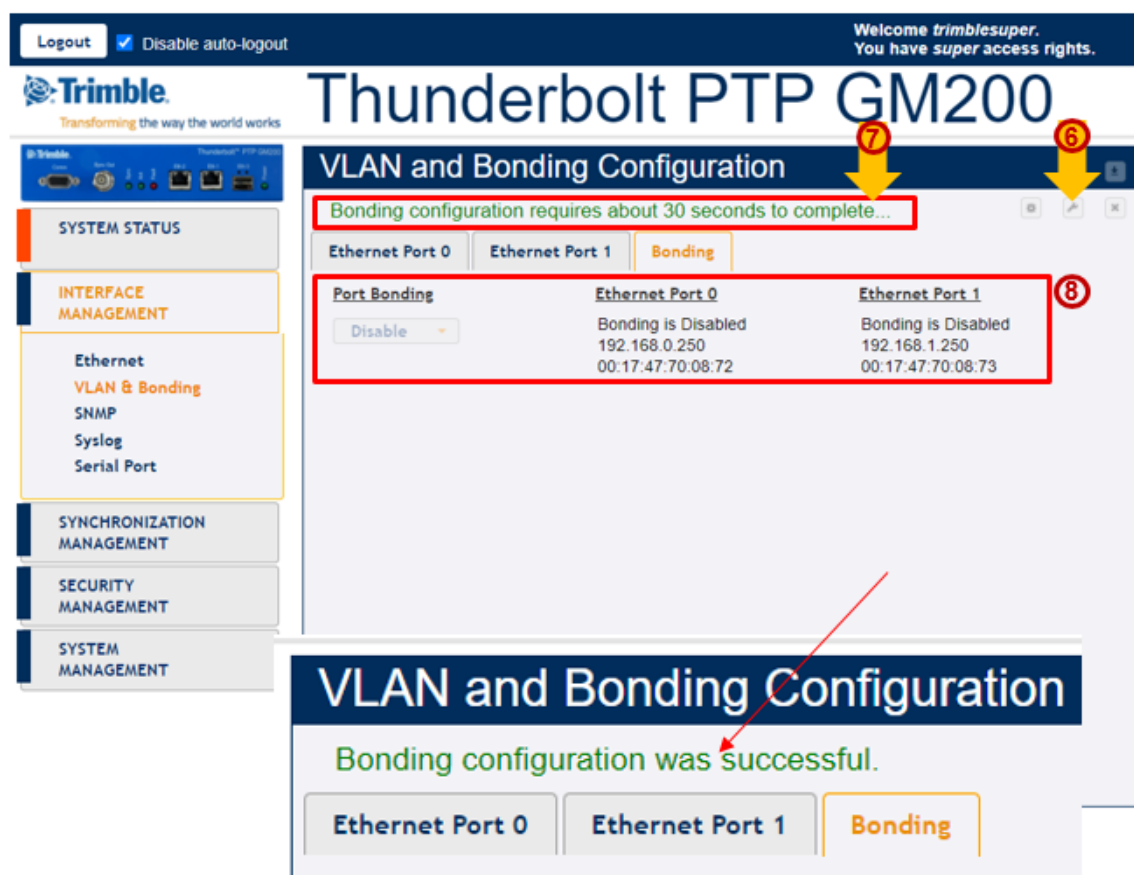 Logout
Disable auto-logout
Welcome trimblesuper.
You have super access rights.
Trimble.
Transforming the way the world works
Thunderbolt PTP GM200
Trimble.
Thunderbolt PTP GM200
VLAN and Bonding Configuration
7
6
Bonding configuration requires about 30 seconds to complete...
Ethernet Port 0
Ethernet Port 1
Bonding
SYSTEM STATUS
INTERFACE
MANAGEMENT
Ethernet
VLAN & Bonding
SNMP
Syslog
Serial Port
SYNCHRONIZATION
MANAGEMENT
SECURITY
MANAGEMENT
SYSTEM
MANAGEMENT
Port Bonding
Disable
Ethernet Port 0
Bonding is Disabled
192.168.0.250
00:17:47:70:08:72
Ethernet Port 1
Bonding is Disabled
192.168.1.250
00:17:47:70:08:73
8
VLAN and Bonding Configuration
Bonding configuration was successful.
Ethernet Port 0
Ethernet Port 1
Bonding